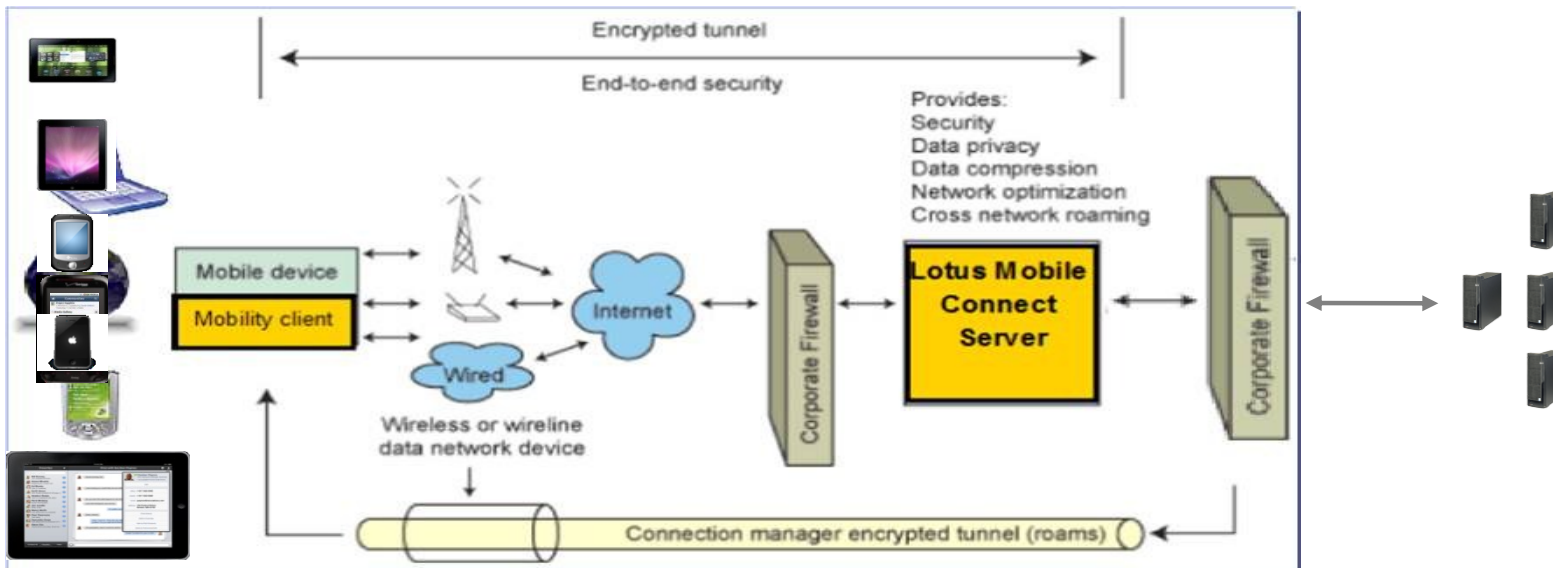 Encrypted tunnel
End-to-end security
Provides:
Security
Data privacy
Data compression
Network optimization
Cross network roaming
Mobile device
Mobility client
Internet
Wired
Corporate Firewall
Lotus Mobile
Connect
Server
Corporate Firewall
Wireless or wireline
data network device
Connection manager encrypted tunnel (roams)